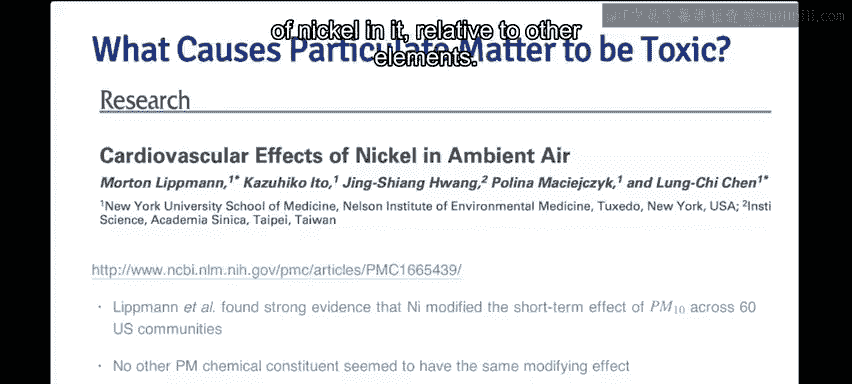 of nickel in it, relative to other
elements.
What Causes Particulate Matter to be Toxic?
Research
Cardiovascular Effects of Nickel in Ambient Air
Morton Lippmann,1* Kazuhiko Ito,1 Jing-Shiang Hwang,2 Polina Maciejczyk,1 and Lung-Chi Chen1*
1New York University School of Medicine, Nelson Institute of Environmental Medicine, Tuxedo, New York, USA; 2Insti
Science, Academia Sinica, Taipei, Taiwan
http://www.ncbi.nlm.nih.gov/pmc/articles/PMC1665439/
· Lippmann et al. found strong evidence that Ni modified the short-term effect of PM10 across 60
US communities
· No other PM chemical constituent seemed to have the same modifying effect